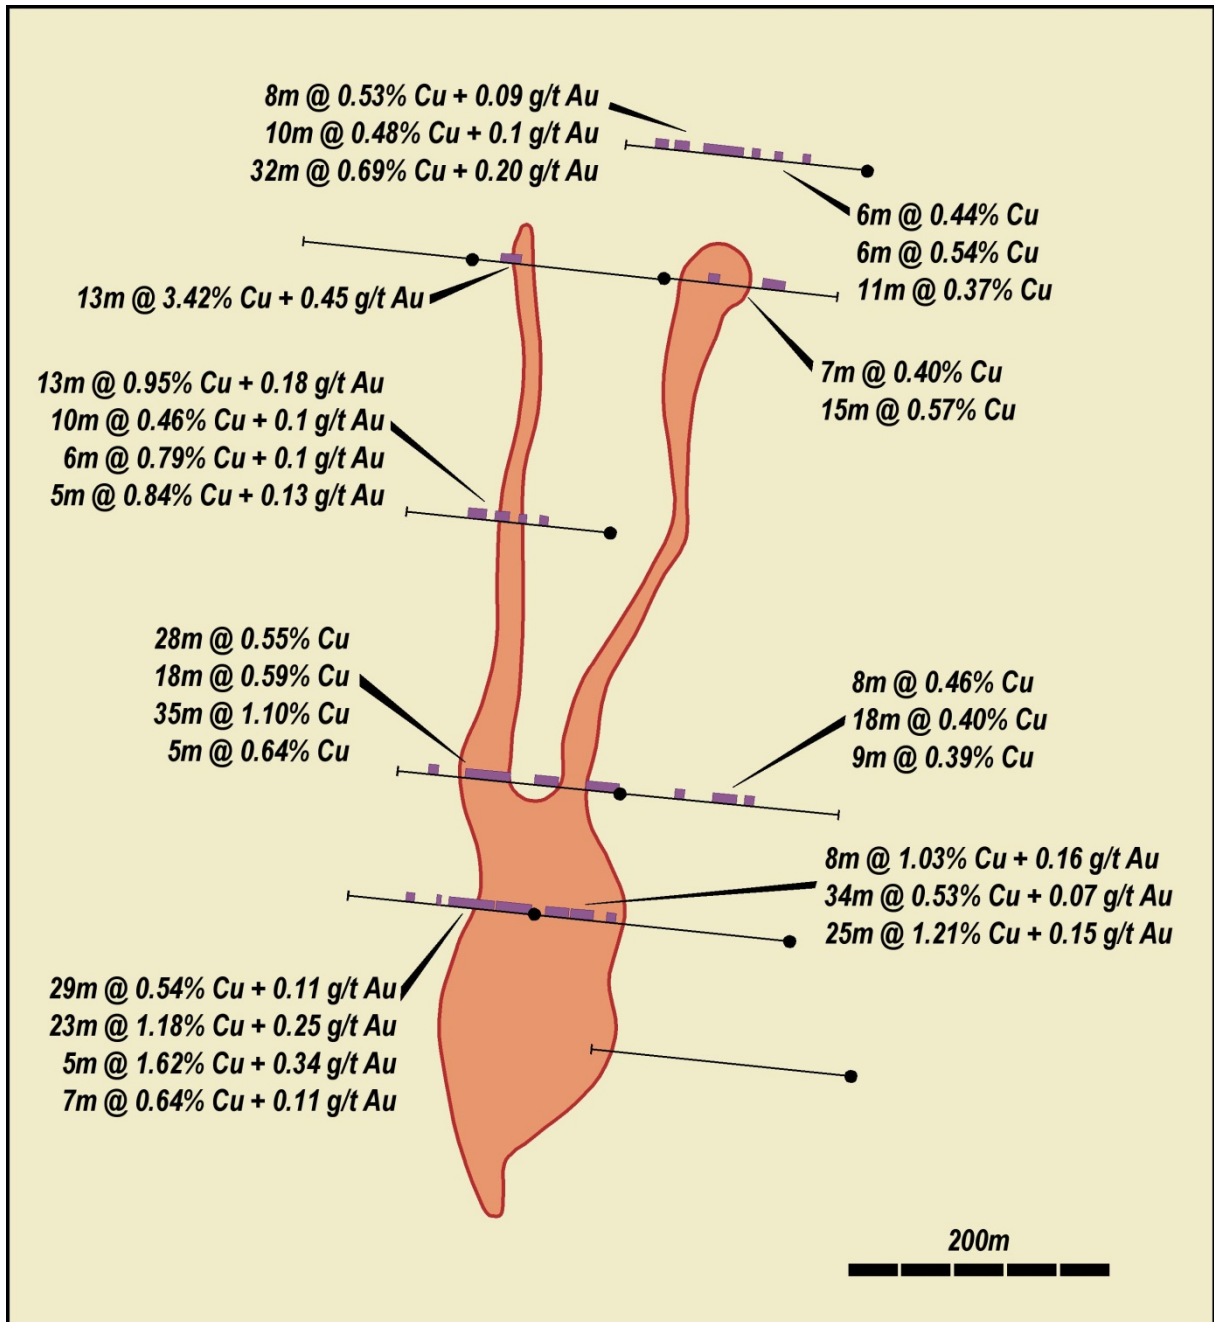 8m @ 0.53% Cu + 0.09 g/t Au
10m @ 0.48% Cu + 0.1 g/t Au
32m @ 0.69% Cu + 0.20 g/t Au
6m @ 0.44% Cu
6m @ 0.54% Cu
11m @ 0.37% Cu
13m @ 3.42% Cu + 0.45 g/t Au
7m @ 0.40% Cu
15m @ 0.57% Cu
13m @ 0.95% Cu + 0.18 g/t Au
10m @ 0.46% Cu + 0.1 g/t Au
6m @ 0.79% Cu + 0.1 g/t Au
5m @ 0.84% Cu + 0.13 g/t Au
28m @ 0.55% Cu
18m @ 0.59% Cu
35m @ 1.10% Cu
5m @ 0.64% Cu
8m @ 0.46% Cu
18m @ 0.40% Cu
9m @ 0.39% Cu
8m @ 1.03% Cu + 0.16 g/t Au
34m @ 0.53% Cu + 0.07 g/t Au
25m @ 1.21% Cu + 0.15 g/t Au
29m @ 0.54% Cu + 0.11 g/t Au
23m @ 1.18% Cu + 0.25 g/t Au
5m @ 1.62% Cu + 0.34 g/t Au
7m @ 0.64% Cu + 0.11 g/t Au
200m